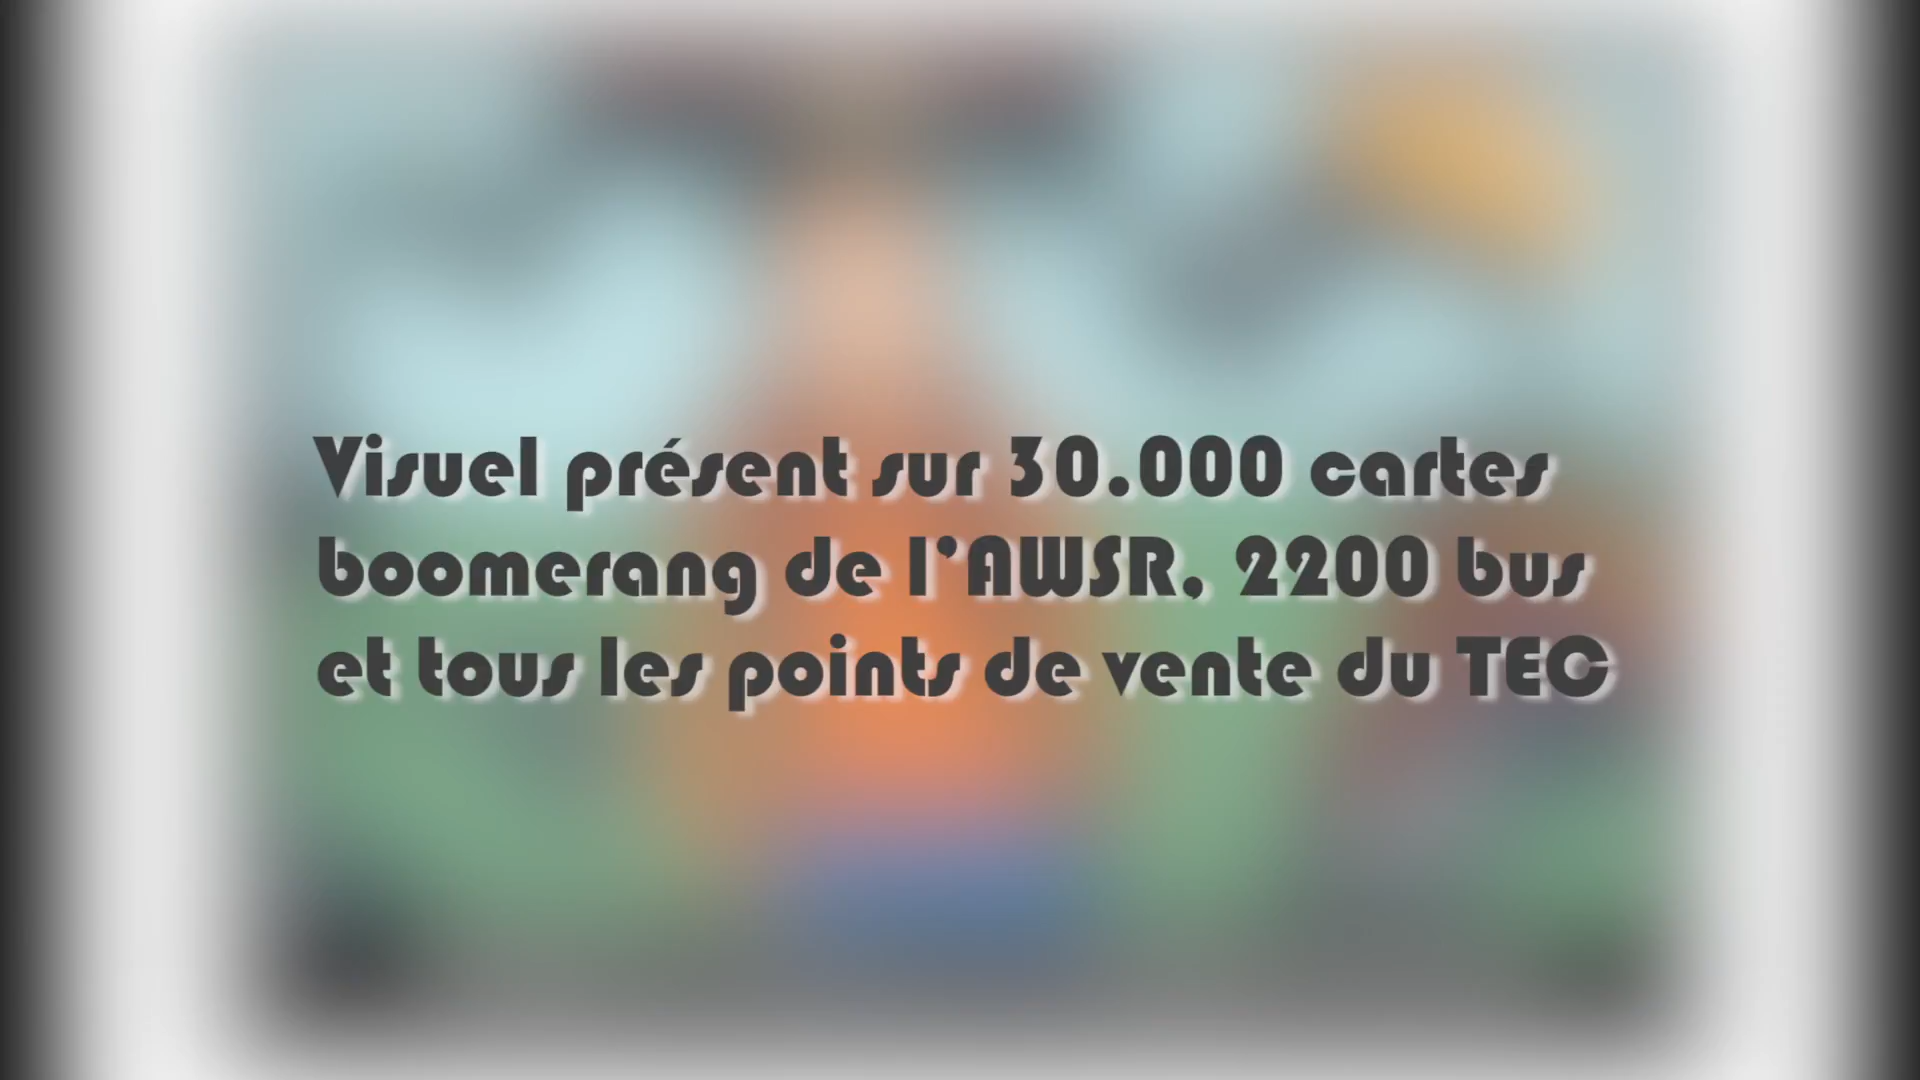 Visuel présent sur 30.000 cartes
boomerang de l'AWSR, 2200 bus
et tous les points de vente du TEC